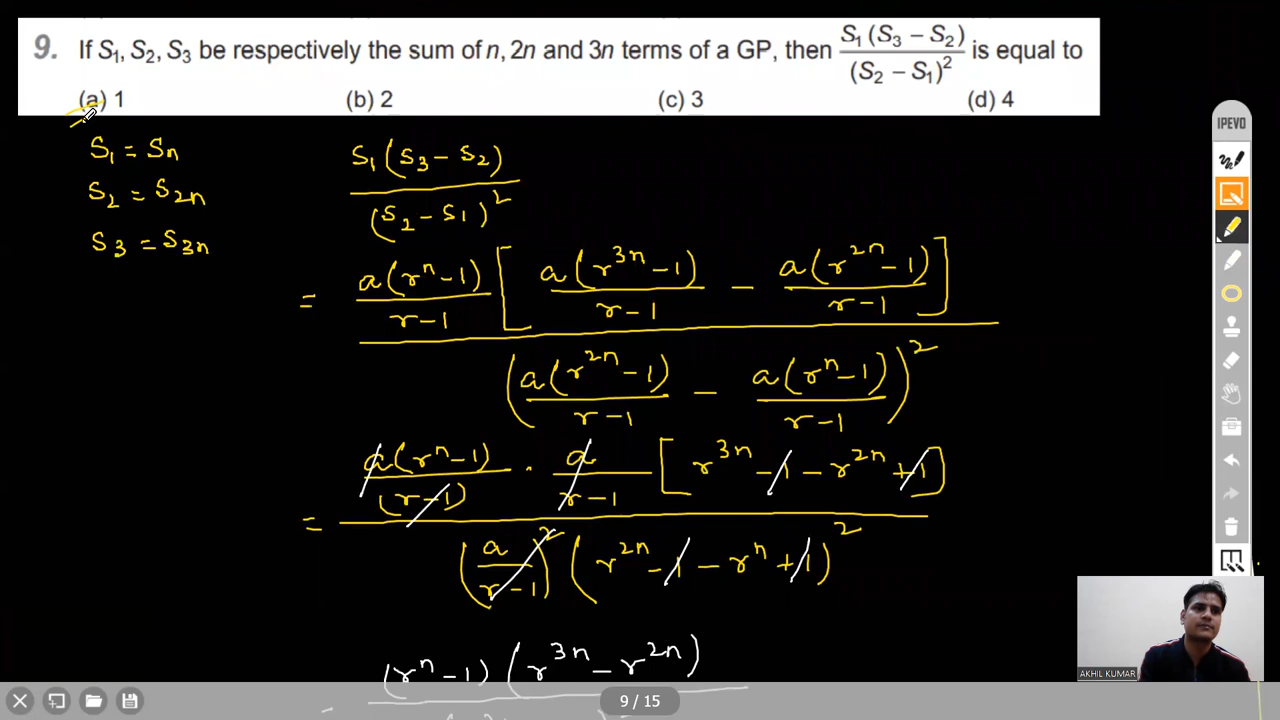 9. If S₁, S₂, S₃ be respectively the sum of n, 2n and 3n terms of a GP, then S₁ (S₃ − S₂) / (S₂ − S₁)² is equal to
(a) 1 (b) 2 (c) 3 (d) 4
S₁ = Sn
S₂ = S2n
S₃ = S3n
S₁(S₃ − S₂) / (S₂ − S₁)²
= a(rⁿ − 1)/(r − 1) [ a(r³ⁿ − 1)/(r − 1) − a(r²ⁿ − 1)/(r − 1) ] / ( a(r²ⁿ − 1)/(r − 1) − a(rⁿ − 1)/(r − 1) )²
= a(rⁿ − 1)/(r − 1) · a/(r − 1) [ r³ⁿ − 1 − r²ⁿ + 1 ] / (a/(r − 1))² (r²ⁿ − 1 − rⁿ + 1)²
(rⁿ − 1) (r³ⁿ − r²ⁿ)
IPEVO
AKHIL KUMAR
9 / 15